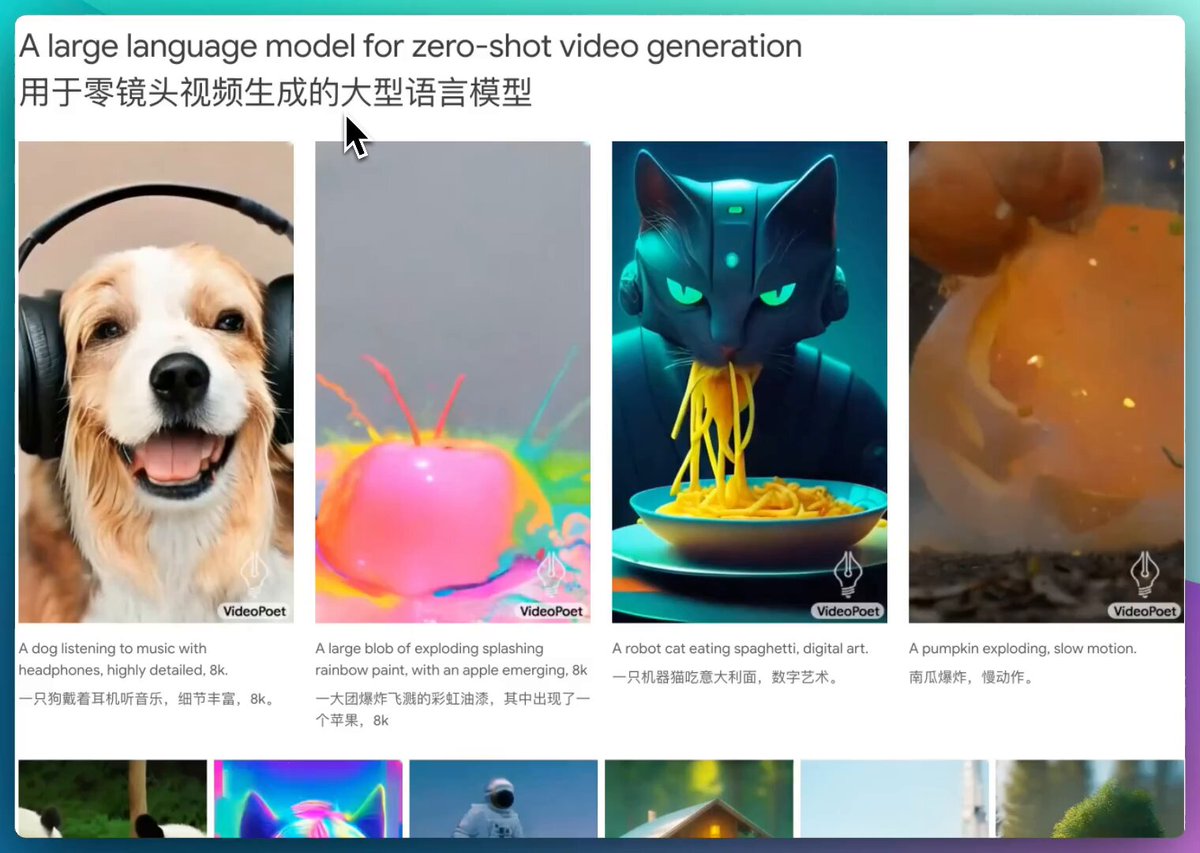 A large language model for zero-shot video generation
用于零镜头视频生成的大型语言模型
VideoPoet
VideoPoet
VideoPoet
VideoPoet
A dog listening to music with
headphones, highly detailed, 8k.
一只狗戴着耳机听音乐，细节丰富，8k。
A large blob of exploding splashing
rainbow paint, with an apple emerging, 8k
一大团爆炸飞溅的彩虹油漆，其中出现了一
个苹果，8k
A robot cat eating spaghetti, digital art.
一只机器猫吃意大利面，数字艺术。
A pumpkin exploding, slow motion.
南瓜爆炸，慢动作。